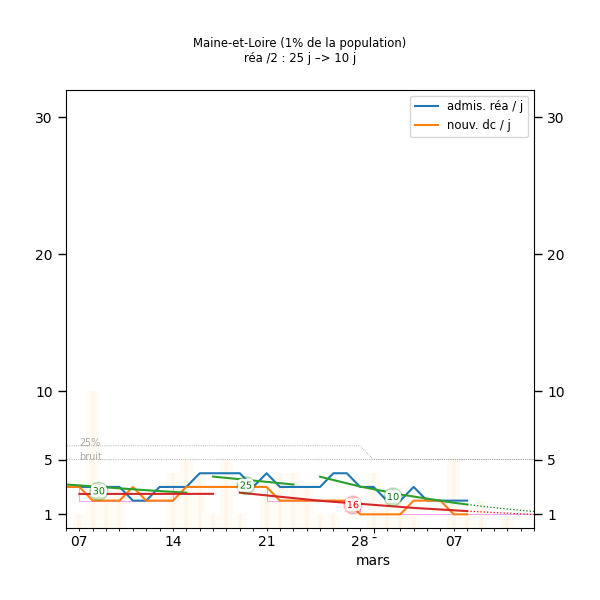 Maine-et-Loire (1% de la population)
réa /2 : 25 j –> 10 j
admis. réa / j
nouv. dc / j
30 30
20 20
10 10
25%
bruit
5 5
30 25 10
16
1 1
07 14 21 28 07
mars